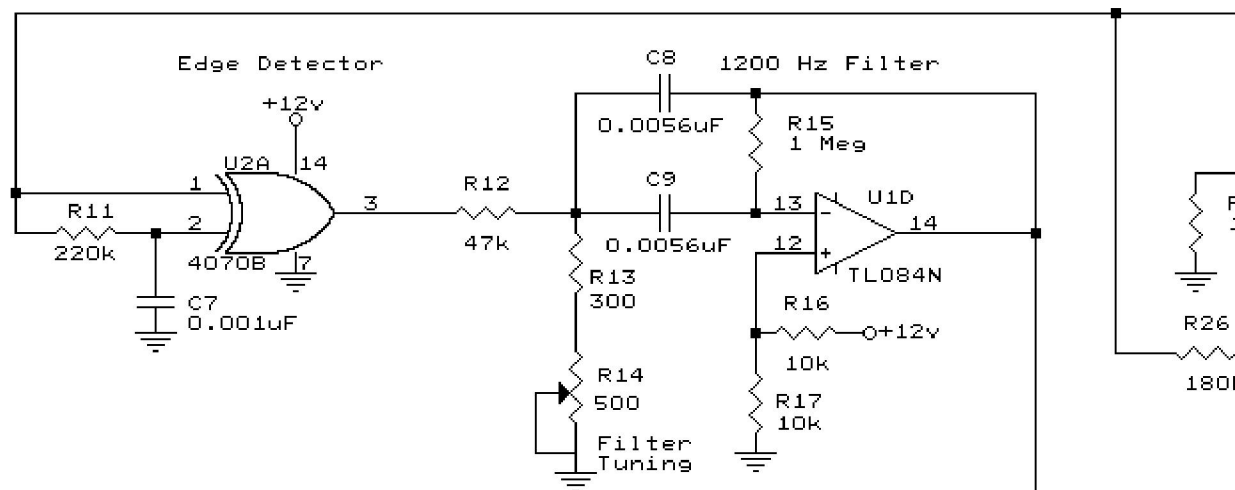 C8
1200 Hz Filter
Edge Detector
+12v
0.0056uF
R15
1 Meg
U2A
14
1
R12
C9
3
13
U1D
14
R11
2
47k
0.0056uF
12
220k
4070B
7
R13
300
TL084N
C7
0.001uF
R16
+12v
R26
10k
R14
500
R17
10k
180
Filter
Tuning